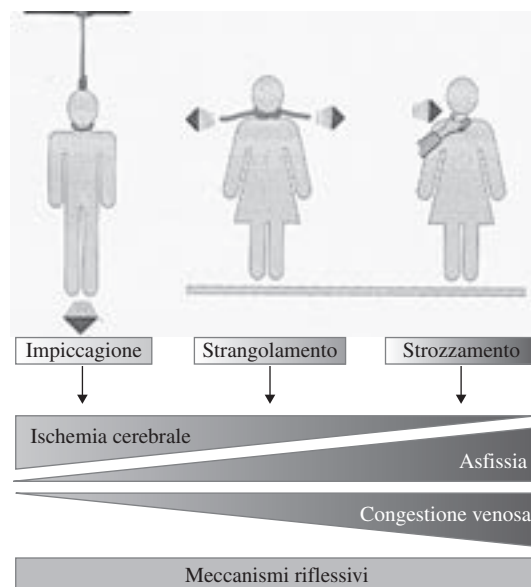 Impiccagione Strangolamento Strozzamento
Ischemia cerebrale
Asfissia
Congestione venosa
Meccanismi riflessivi